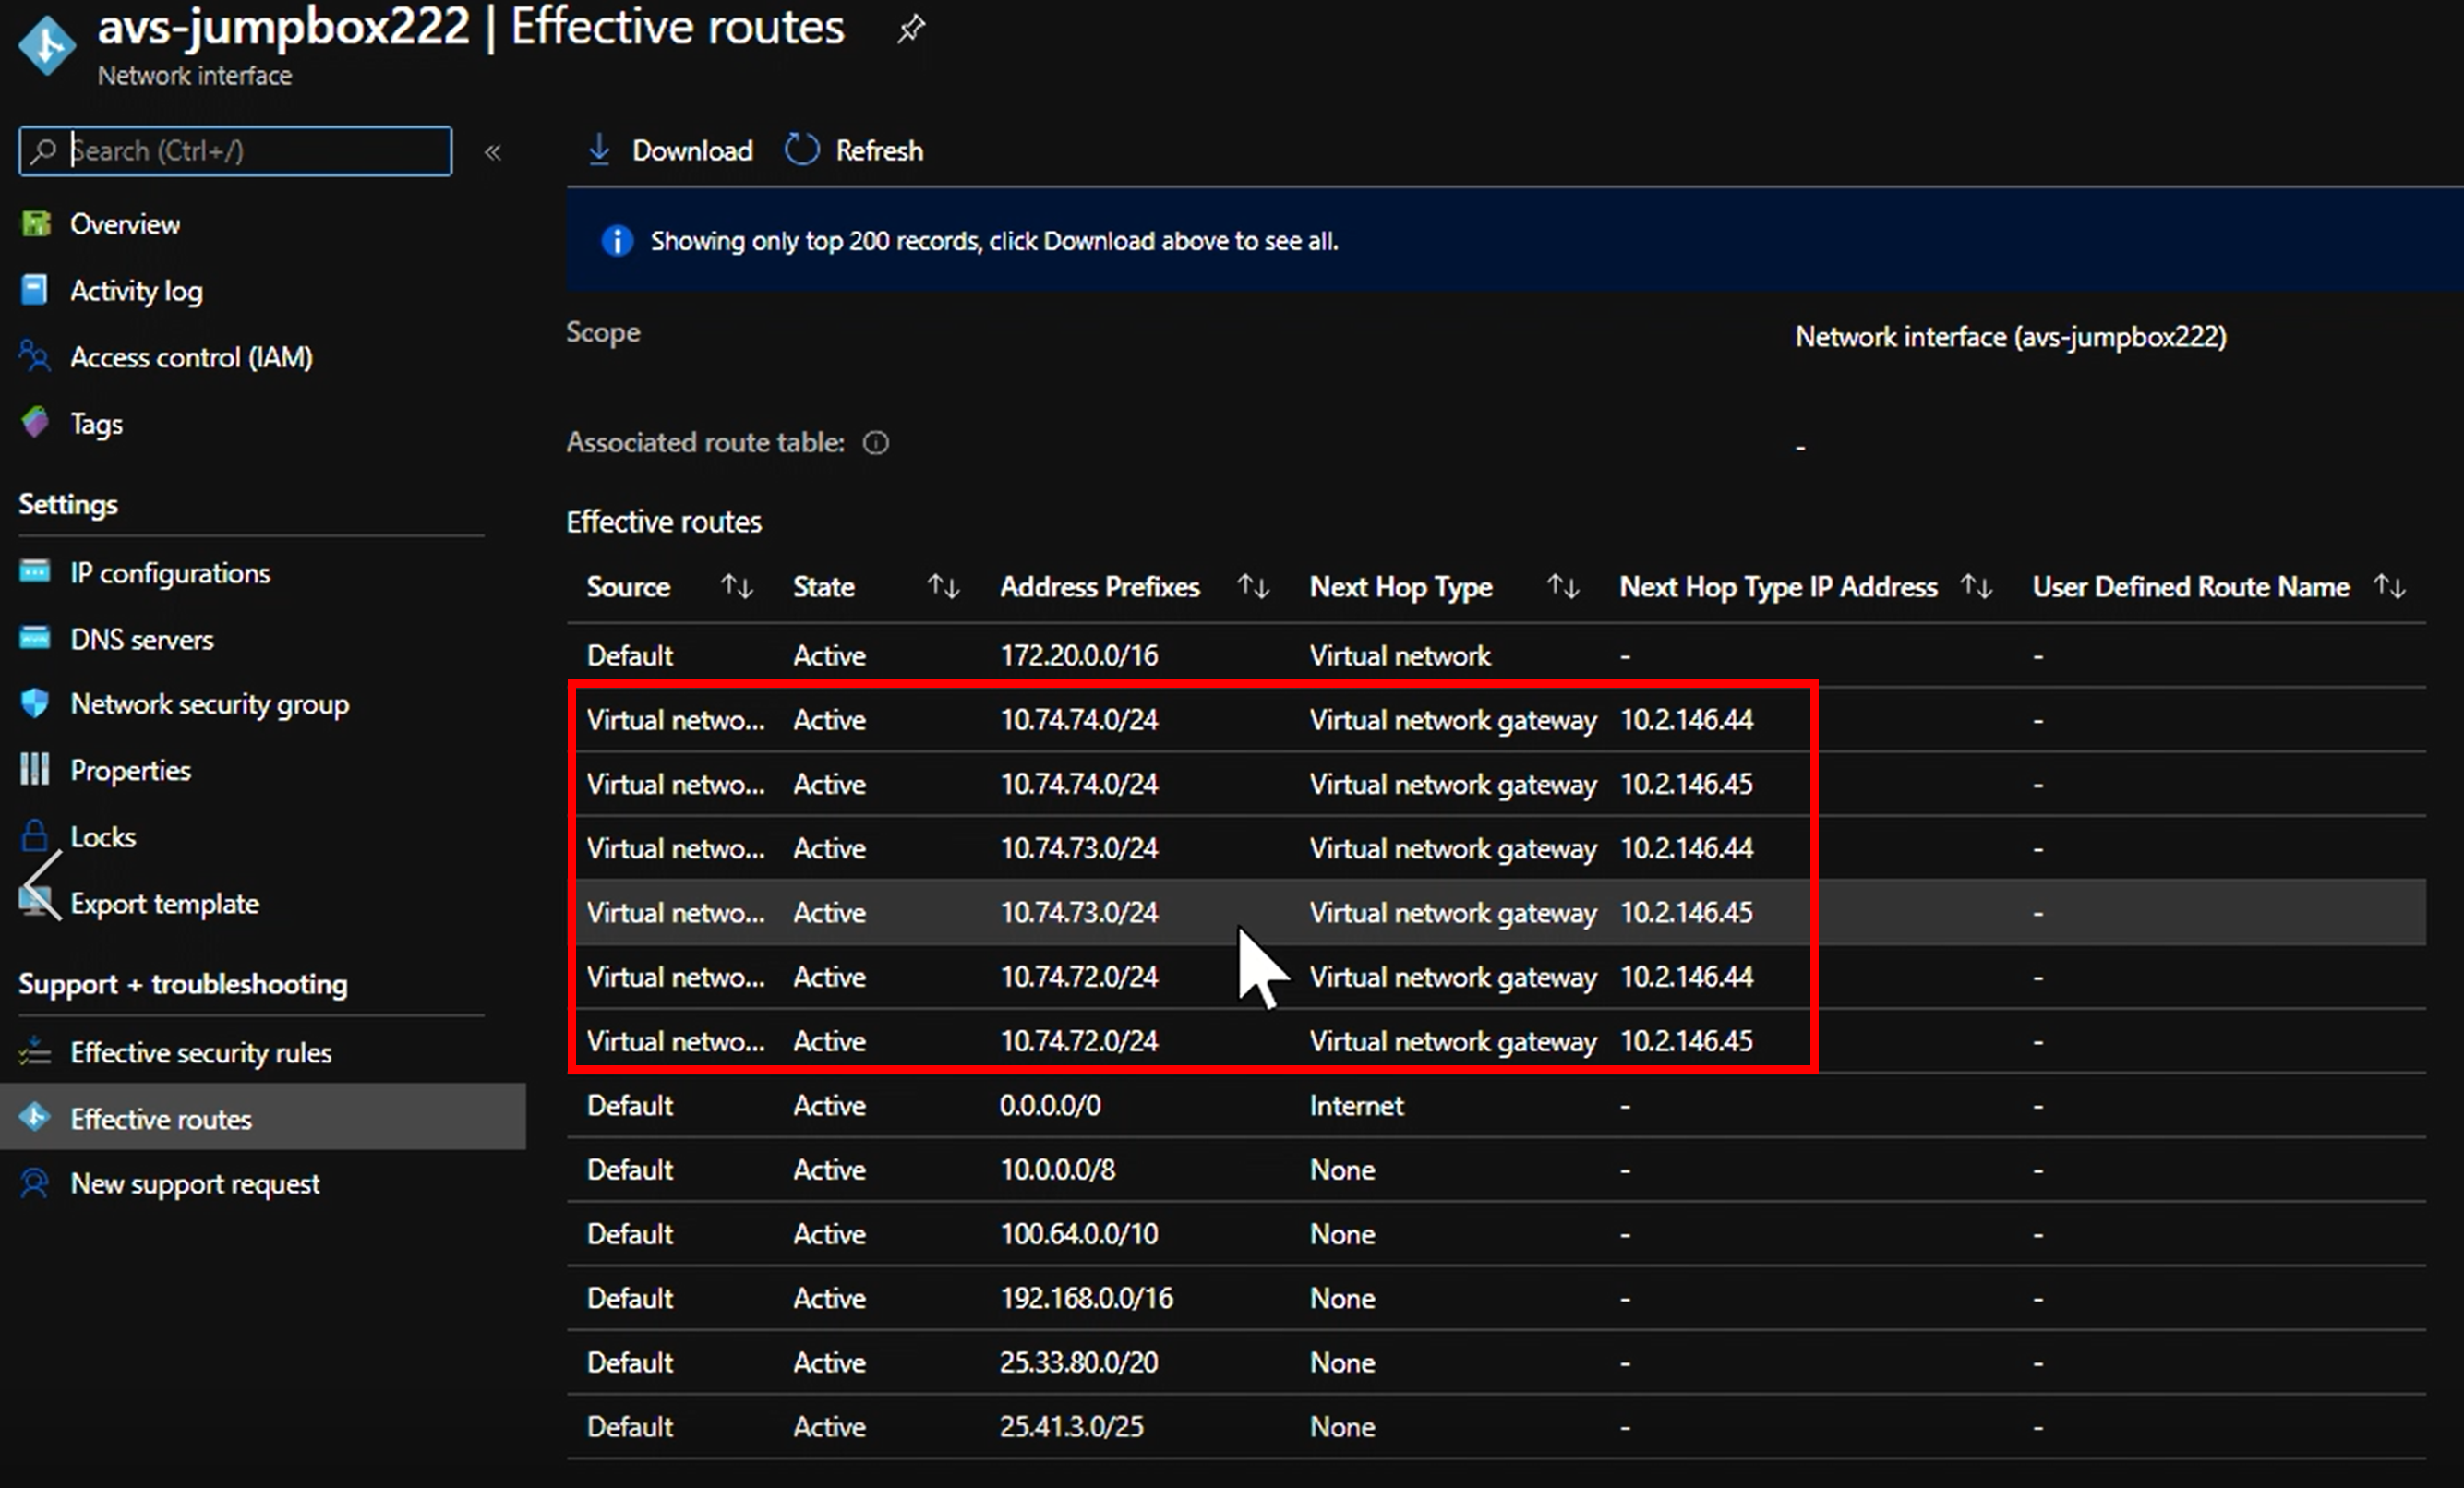 avs-jumpbox222 | Effective routes
Network interface
Search (Ctrl+/)
«
Download Refresh
Overview
Showing only top 200 records, click Download above to see all.
Activity log
Scope Network interface (avs-jumpbox222)
Access control (IAM)
Tags
Associated route table: -
Settings
Effective routes
IP configurations
Source State Address Prefixes Next Hop Type Next Hop Type IP Address User Defined Route Name
DNS servers
Default Active 172.20.0.0/16 Virtual network - -
Network security group
Virtual netwo... Active 10.74.74.0/24 Virtual network gateway 10.2.146.44 -
Properties
Virtual netwo... Active 10.74.74.0/24 Virtual network gateway 10.2.146.45 -
Locks
Virtual netwo... Active 10.74.73.0/24 Virtual network gateway 10.2.146.44 -
Export template
Virtual netwo... Active 10.74.73.0/24 Virtual network gateway 10.2.146.45 -
Support + troubleshooting
Virtual netwo... Active 10.74.72.0/24 Virtual network gateway 10.2.146.44 -
Effective security rules
Virtual netwo... Active 10.74.72.0/24 Virtual network gateway 10.2.146.45 -
Effective routes
Default Active 0.0.0.0/0 Internet - -
New support request
Default Active 10.0.0.0/8 None - -
Default Active 100.64.0.0/10 None - -
Default Active 192.168.0.0/16 None - -
Default Active 25.33.80.0/20 None - -
Default Active 25.41.3.0/25 None - -